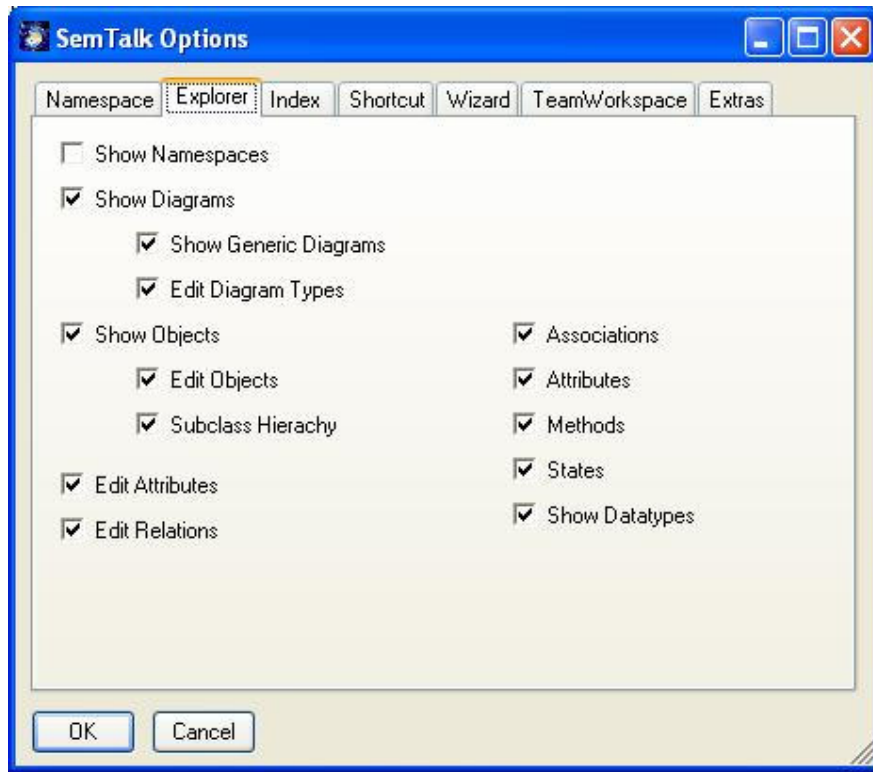 SemTalk Options
Namespace Explorer Index Shortcut Wizard TeamWorkspace Extras
Show Namespaces
Show Diagrams
Show Generic Diagrams
Edit Diagram Types
Show Objects
Associations
Edit Objects
Attributes
Subclass Hierachy
Methods
States
Edit Attributes
Show Datatypes
Edit Relations
OK Cancel